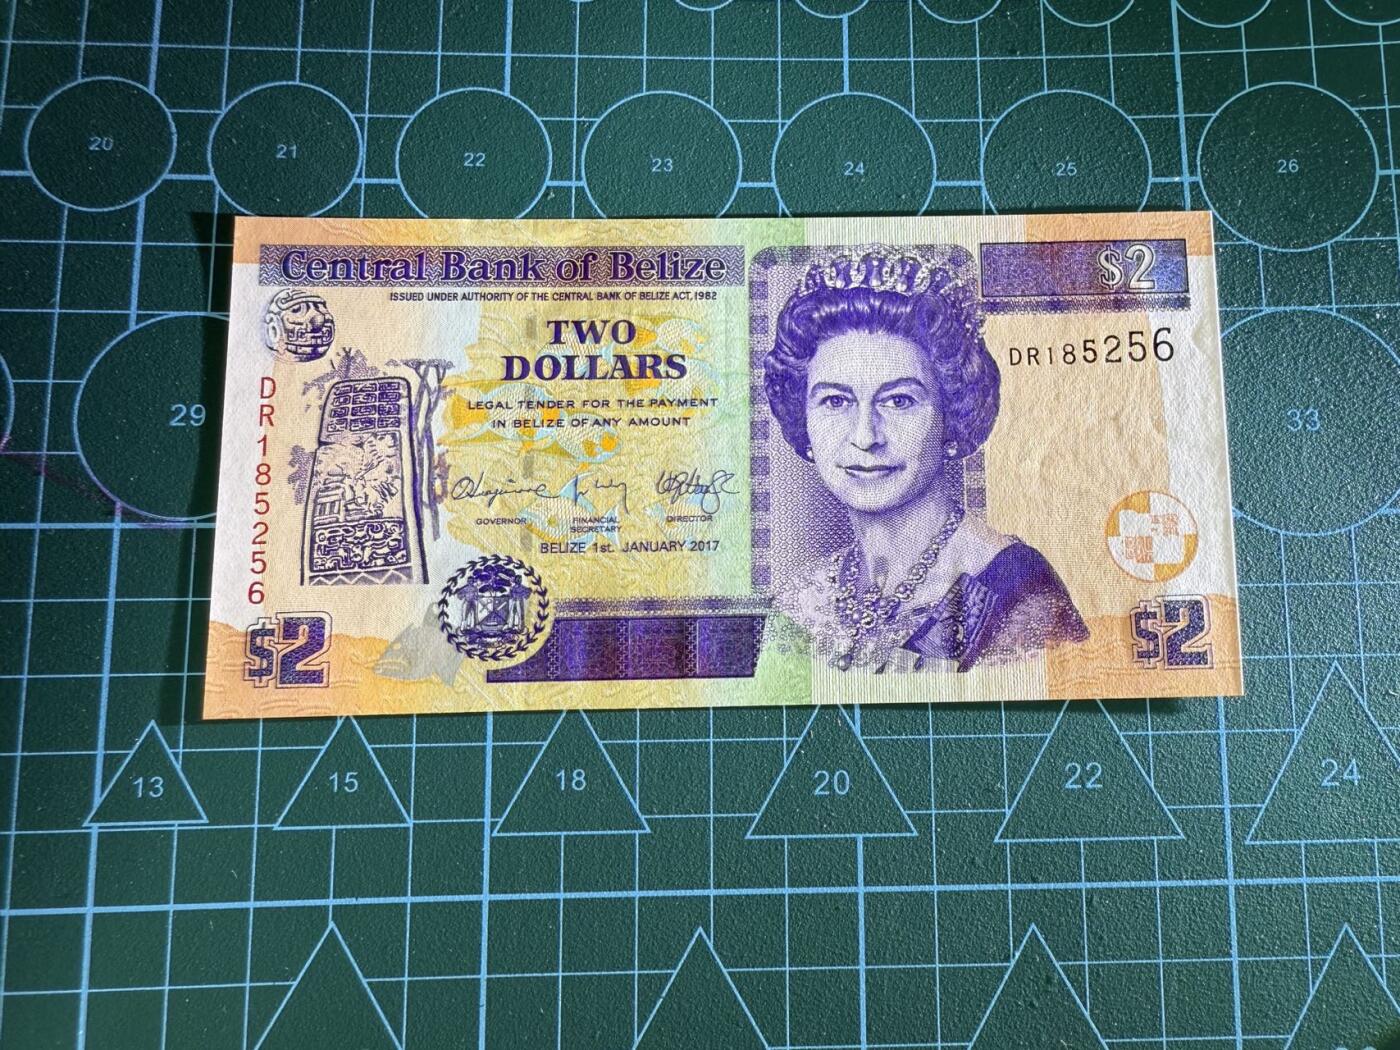 20
21
22
23
24
25
26
Central Bank of Belize
ISSUED UNDER AUTHORITY OF THE CENTRAL BANK OF BELIZE ACT, 1982
$2
TWO
DOLLARS
DR185256
LEGAL TENDER FOR THE PAYMENT
IN BELIZE OF ANY AMOUNT
DR185256
29
33
GOVERNOR
FINANCIAL
SECRETARY
DIRECTOR
BELIZE 1st. JANUARY 2017
$2
$2
13
15
18
20
22
24